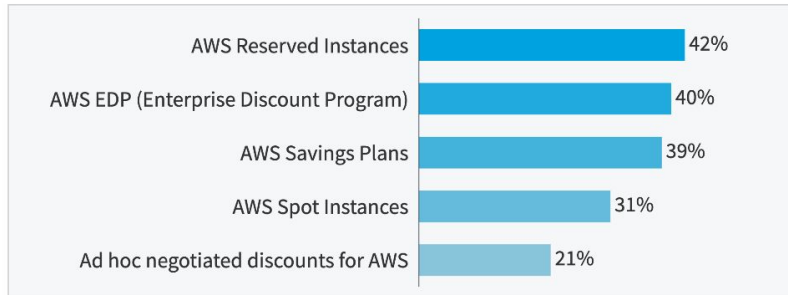 AWS Reserved Instances 42%
AWS EDP (Enterprise Discount Program) 40%
AWS Savings Plans 39%
AWS Spot Instances 31%
Ad hoc negotiated discounts for AWS 21%